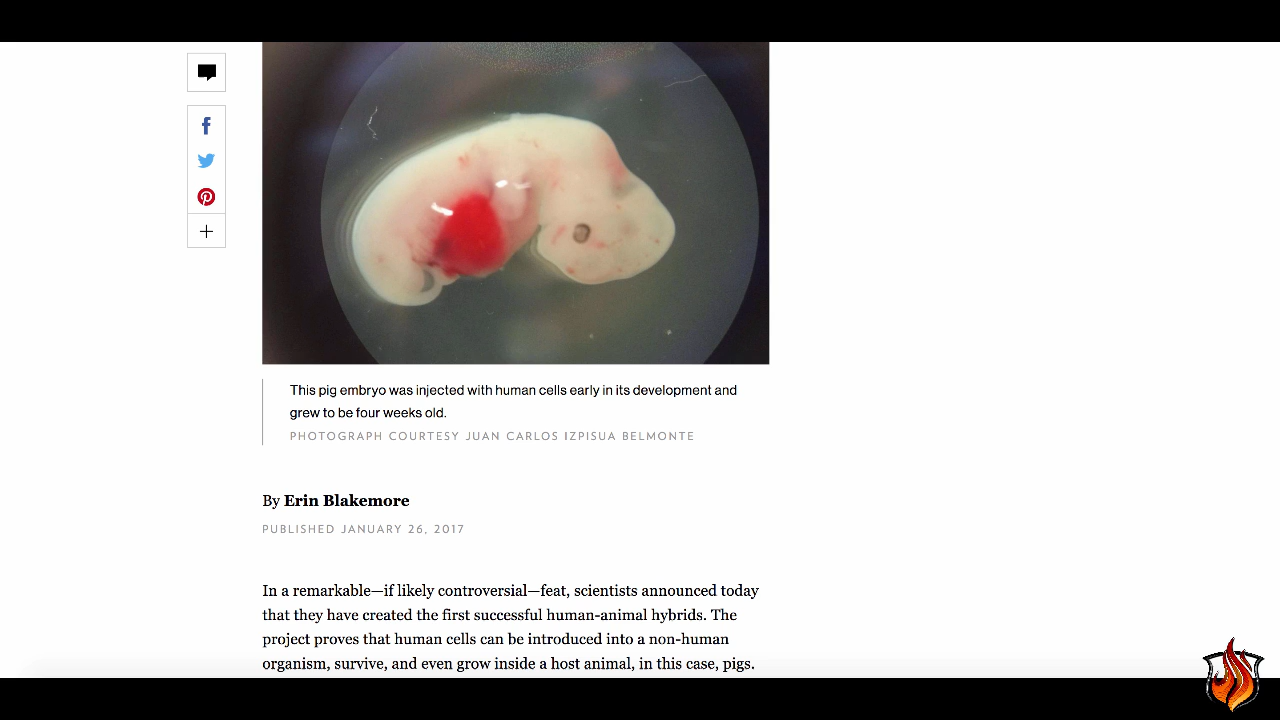 This pig embryo was injected with human cells early in its development and
grew to be four weeks old.
PHOTOGRAPH COURTESY JUAN CARLOS IZPISUA BELMONTE
By Erin Blakemore
PUBLISHED JANUARY 26, 2017
In a remarkable—if likely controversial—feat, scientists announced today
that they have created the first successful human-animal hybrids. The
project proves that human cells can be introduced into a non-human
organism, survive, and even grow inside a host animal, in this case, pigs.